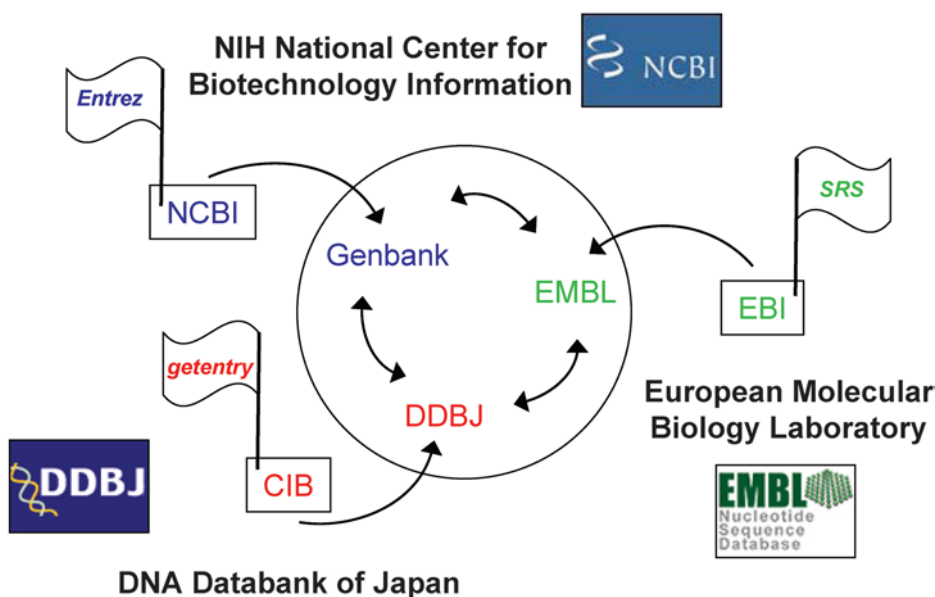 NIH National Center for
Biotechnology Information
NCBI
Entrez
NCBI
SRS
Genbank
EMBL
EBI
getentry
DDBJ
European Molecular
Biology Laboratory
DDBJ
CIB
EMBL
Nucleotide
Sequence
Database
DNA Databank of Japan